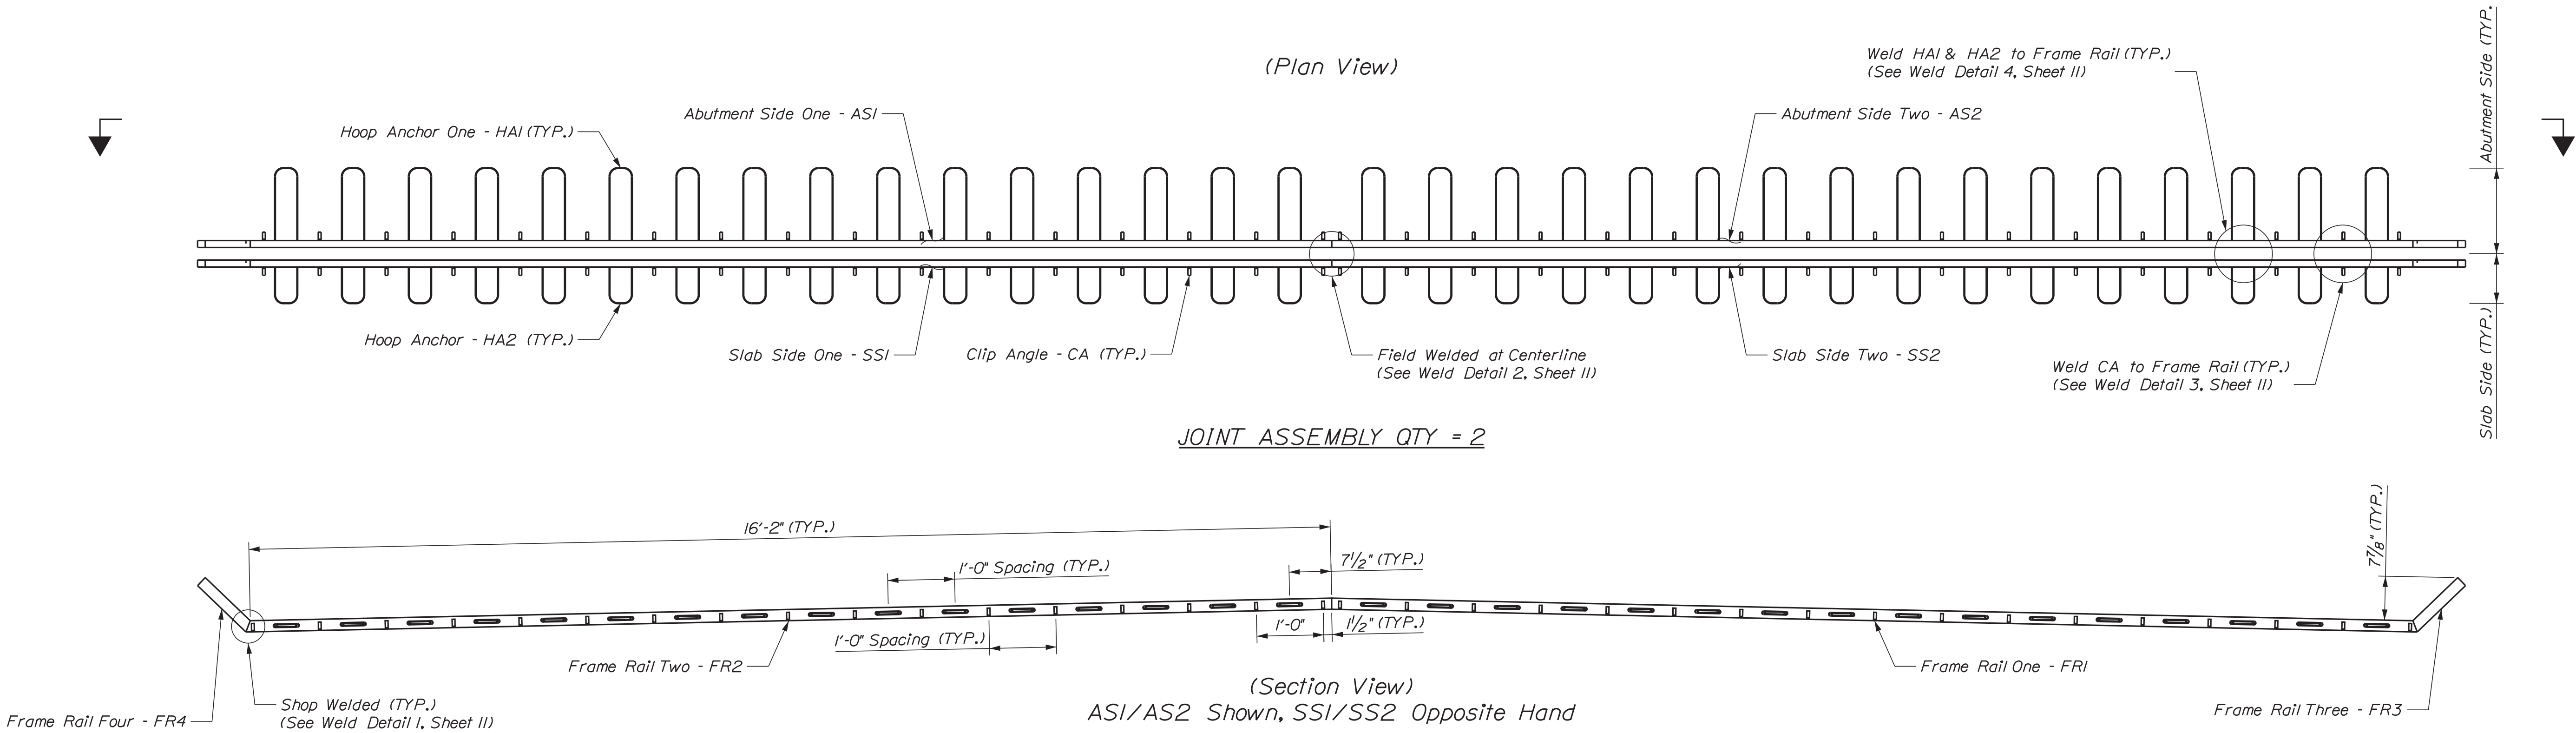 (Plan View)
Weld HA1 & HA2 to Frame Rail (TYP.)
(See Weld Detail 4, Sheet 11)
Abutment Side (TYP.
Abutment Side One - AS1
Abutment Side Two - AS2
Hoop Anchor One - HA1 (TYP.)
Hoop Anchor - HA2 (TYP.)
Slab Side One - SS1
Clip Angle - CA (TYP.)
Field Welded at Centerline
(See Weld Detail 2, Sheet 11)
Slab Side Two - SS2
Weld CA to Frame Rail (TYP.)
(See Weld Detail 3, Sheet 11)
Slab Side (TYP.)
JOINT ASSEMBLY QTY = 2
16'-2" (TYP.)
1'-0" Spacing (TYP.)
7 1/2" (TYP.)
7 7/8" (TYP.)
1'-0" Spacing (TYP.)
1'-0"
1 1/2" (TYP.)
Frame Rail Two - FR2
Frame Rail One - FR1
Shop Welded (TYP.)
(See Weld Detail 1, Sheet 11)
Frame Rail Four - FR4
Frame Rail Three - FR3
(Section View)
AS1/AS2 Shown, SS1/SS2 Opposite Hand